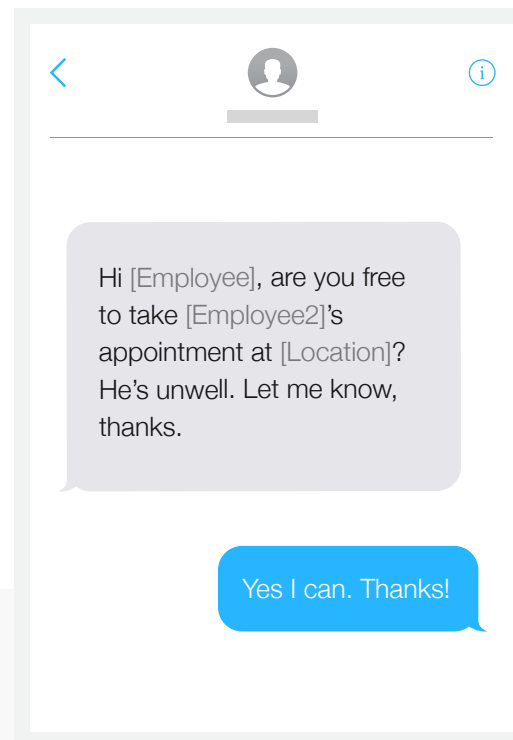 Hi [Employee], are you free
to take [Employee2]’s
appointment at [Location]?
He’s unwell. Let me know,
thanks.
Yes I can. Thanks!